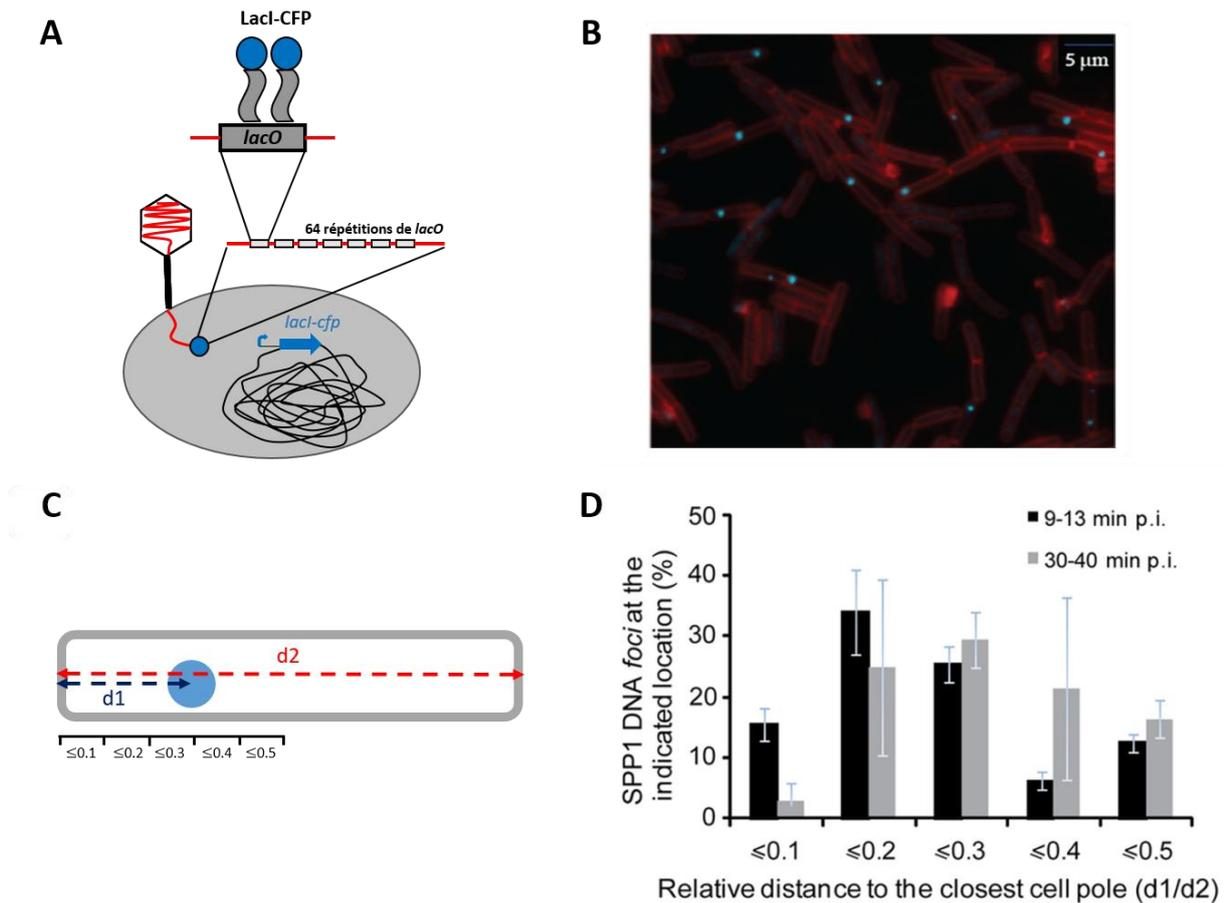 A
LacI-CFP
lacO
64 répétitions de lacO
lacI-cfp
B
5 µm
C
d2
d1
≤0.1 ≤0.2 ≤0.3 ≤0.4 ≤0.5
D
50
40
30
20
10
0
SPP1 DNA foci at the
indicated location (%)
9-13 min p.i.
30-40 min p.i.
⩽0.1 ⩽0.2 ⩽0.3 ⩽0.4 ⩽0.5
Relative distance to the closest cell pole (d1/d2)